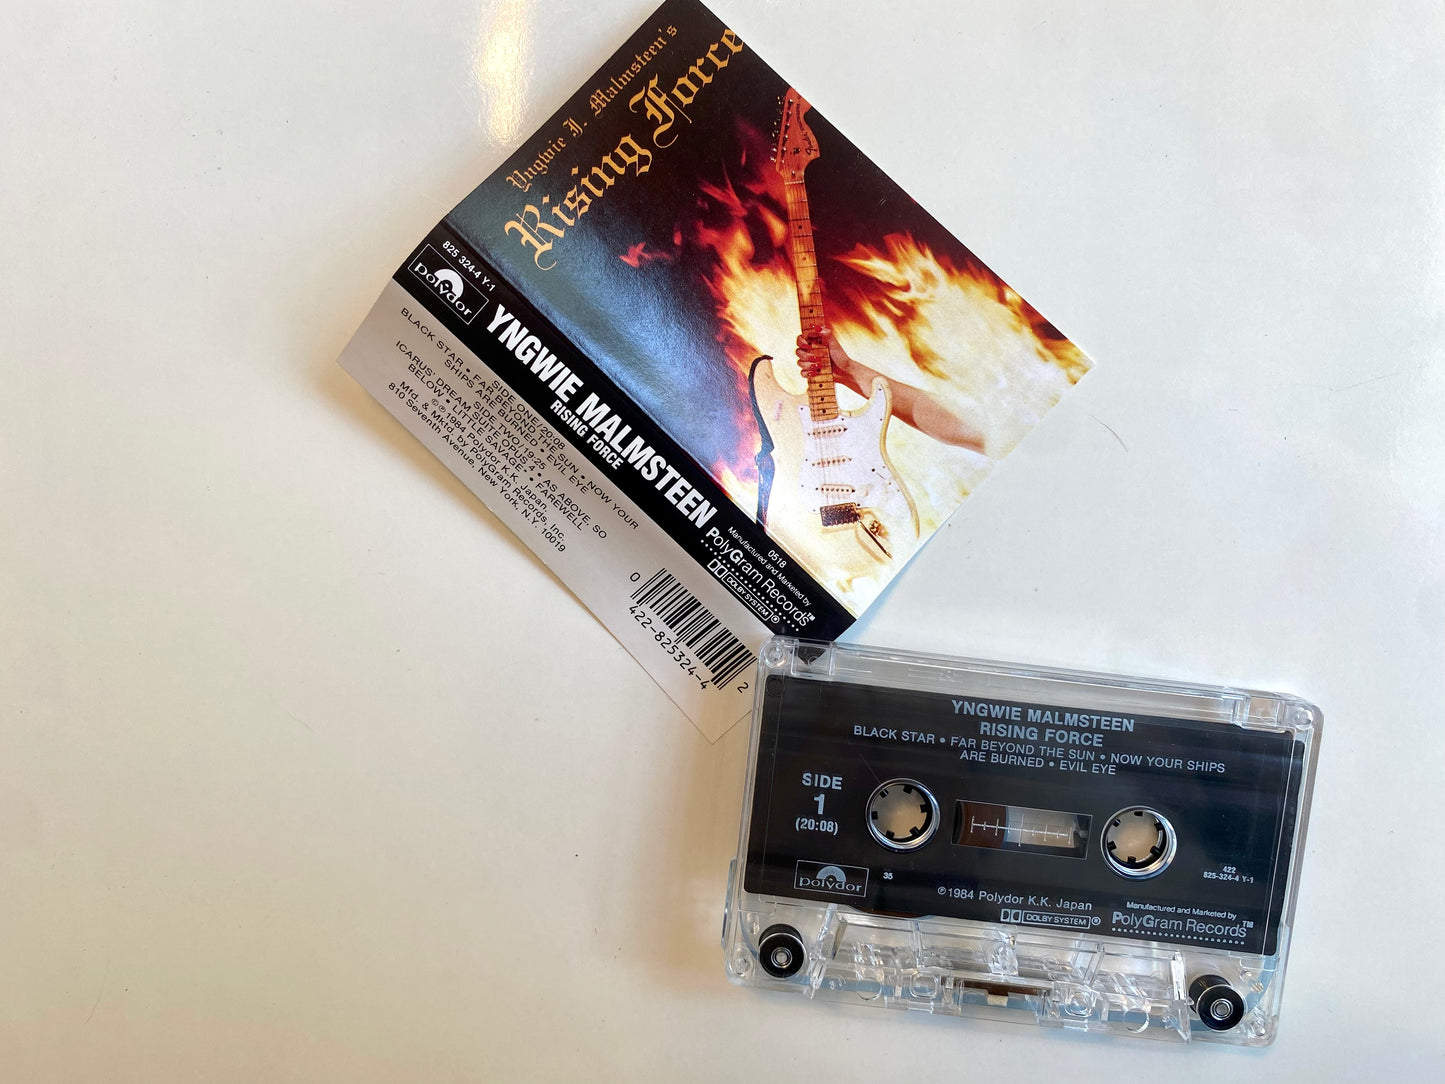 Yngwie J. Malmsteen's
Rising Force
Fender
825 324-4 Y-1
polydor
YNGWIE MALMSTEEN
RISING FORCE
0518
Manufactured and Marketed by
PolyGram Records™
DOLBY SYSTEM®
SIDE ONE/20:08
BLACK STAR • FAR BEYOND THE SUN • NOW YOUR
SHIPS ARE BURNED • EVIL EYE
SIDE TWO/19:25
ICARUS' DREAM SUITE OPUS 4 • AS ABOVE, SO
BELOW • LITTLE SAVAGE • FAREWELL
©℗ 1984 Polydor K.K. Japan,
Mfd. & Mktd. by PolyGram Records, Inc.
810 Seventh Avenue, New York, N.Y. 10019
0 422-825324-4 2
YNGWIE MALMSTEEN
RISING FORCE
BLACK STAR • FAR BEYOND THE SUN • NOW YOUR SHIPS
ARE BURNED • EVIL EYE
SIDE
1
(20:08)
polydor
35
422
825-324-4 Y-1
℗1984 Polydor K.K. Japan
DOLBY SYSTEM®
Manufactured and Marketed by
PolyGram Records™